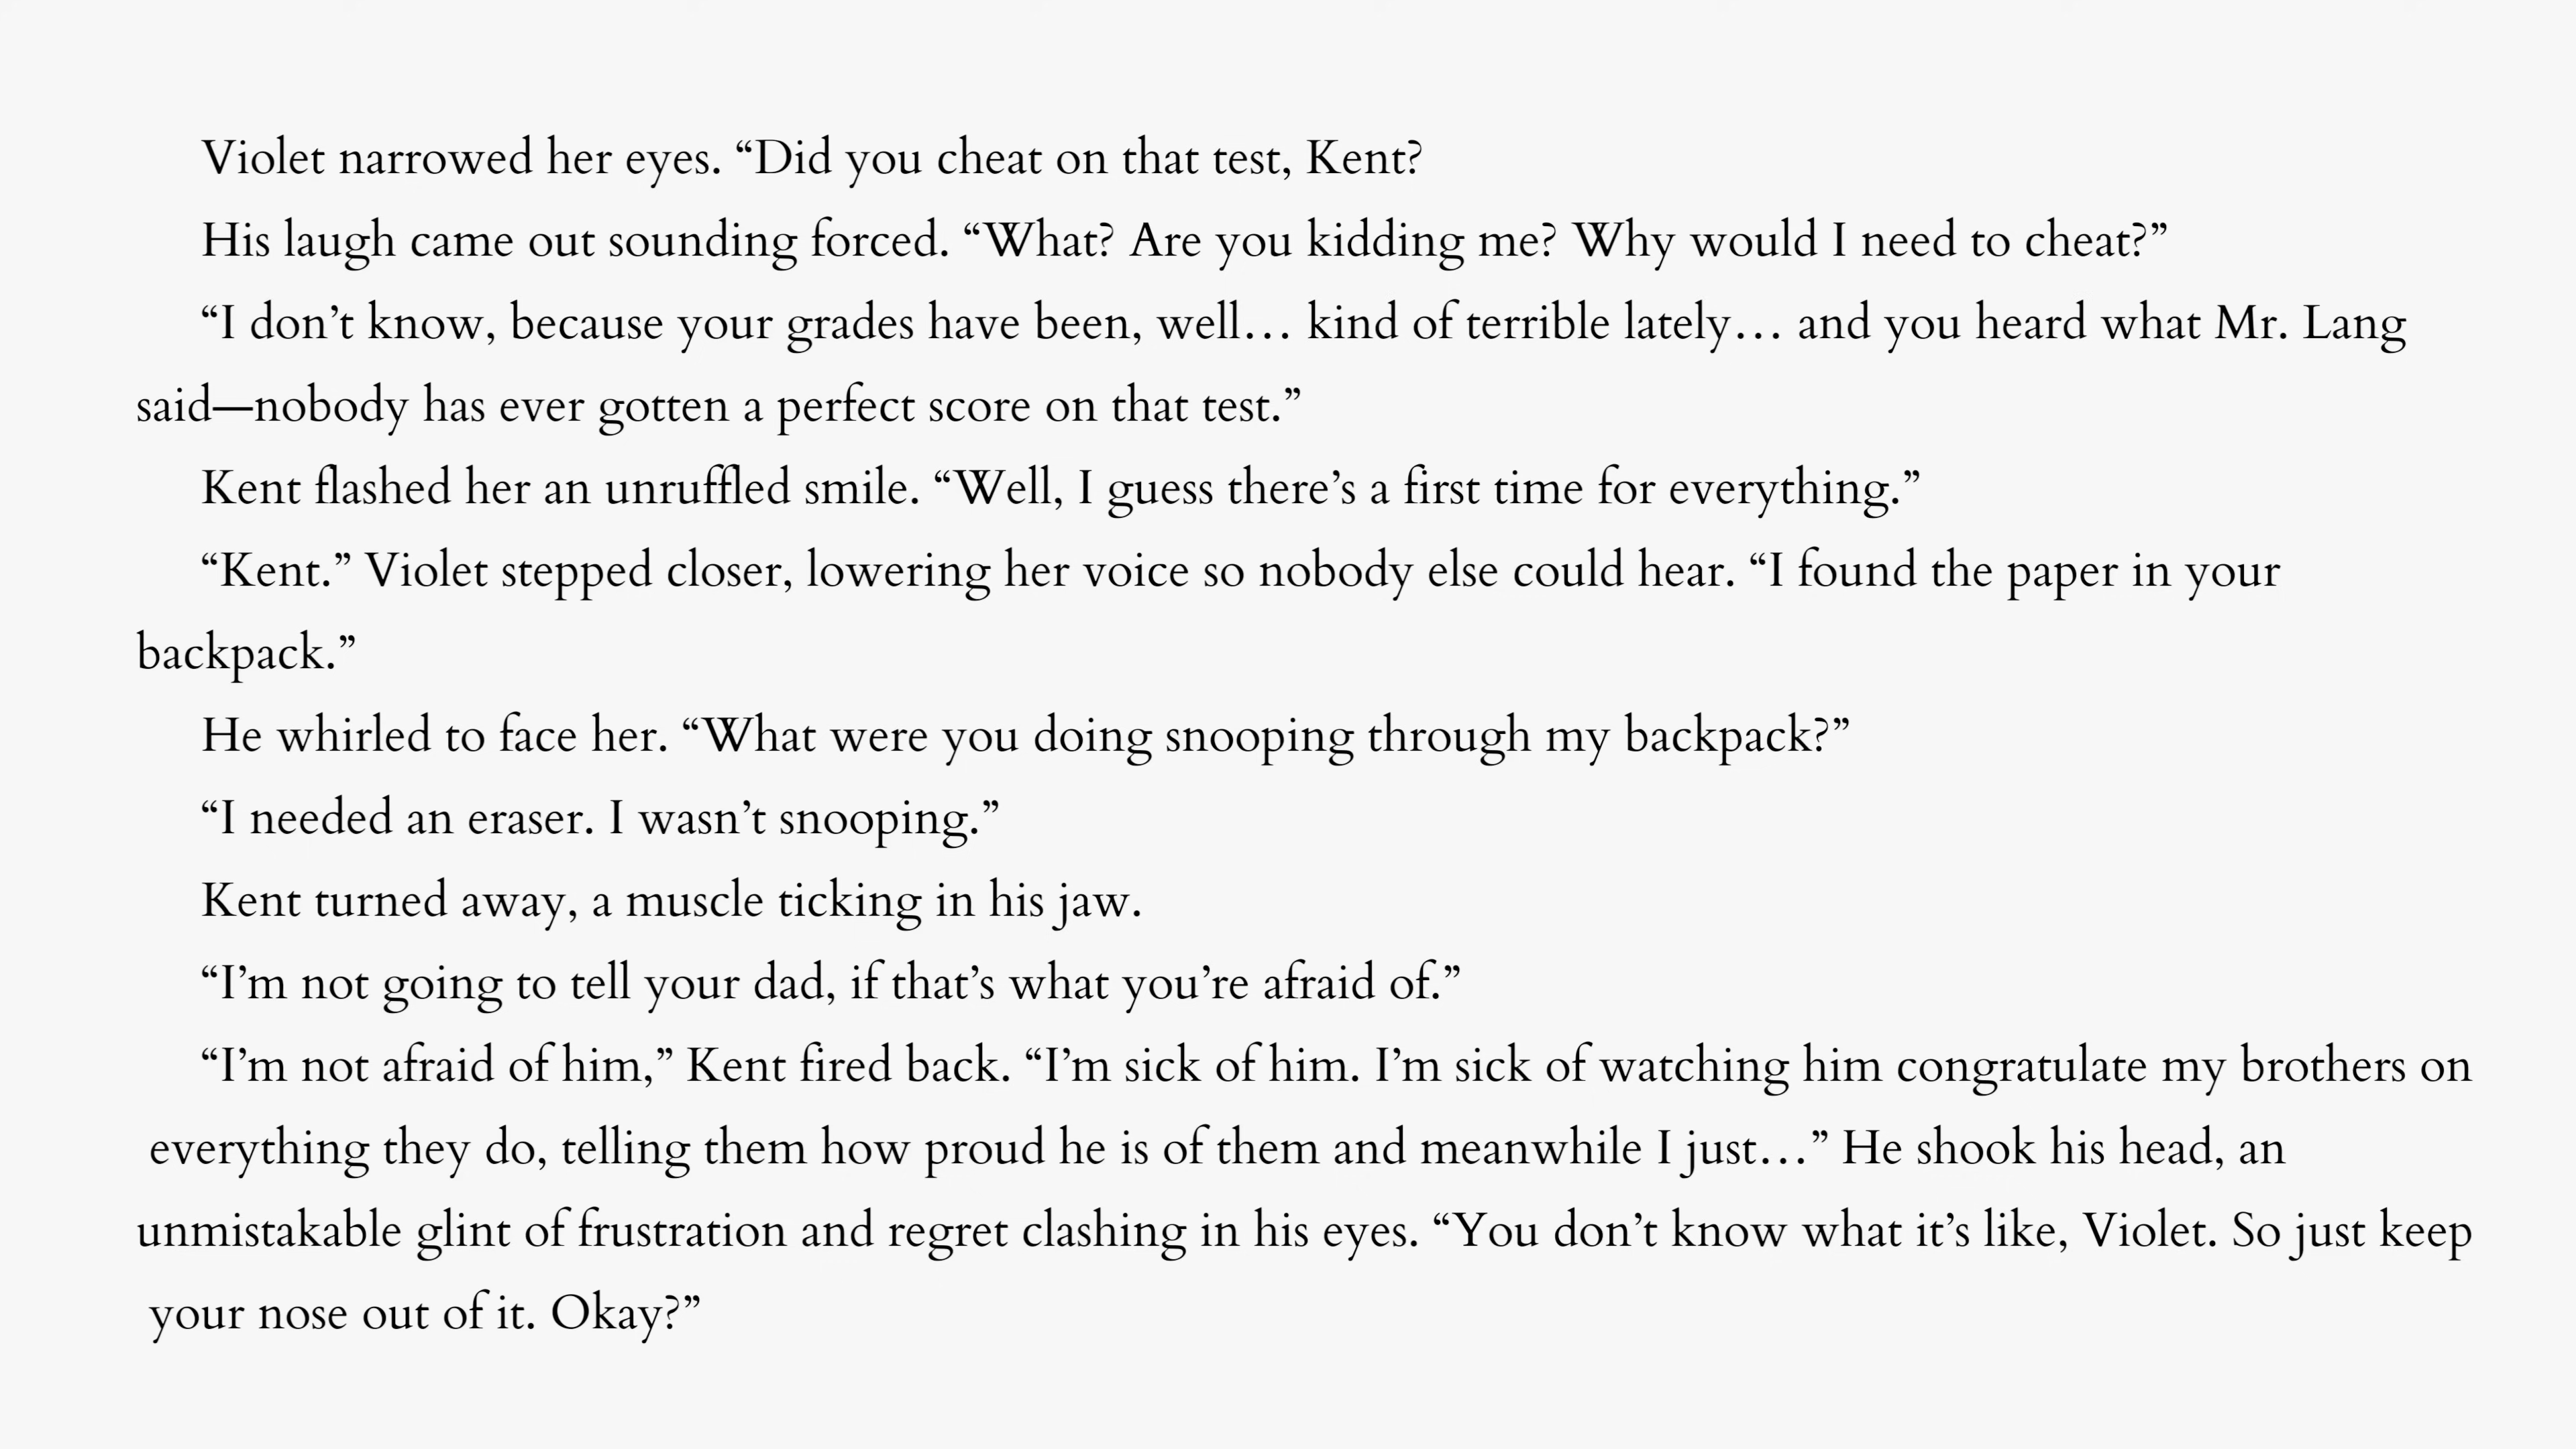 Violet narrowed her eyes. “Did you cheat on that test, Kent?
His laugh came out sounding forced. “What? Are you kidding me? Why would I need to cheat?”
“I don’t know, because your grades have been, well… kind of terrible lately… and you heard what Mr. Lang
said—nobody has ever gotten a perfect score on that test.”
Kent flashed her an unruffled smile. “Well, I guess there’s a first time for everything.”
“Kent.” Violet stepped closer, lowering her voice so nobody else could hear. “I found the paper in your
backpack.”
He whirled to face her. “What were you doing snooping through my backpack?”
“I needed an eraser. I wasn’t snooping.”
Kent turned away, a muscle ticking in his jaw.
“I’m not going to tell your dad, if that’s what you’re afraid of.”
“I’m not afraid of him,” Kent fired back. “I’m sick of him. I’m sick of watching him congratulate my brothers on
everything they do, telling them how proud he is of them and meanwhile I just…” He shook his head, an
unmistakable glint of frustration and regret clashing in his eyes. “You don’t know what it’s like, Violet. So just keep
your nose out of it. Okay?”